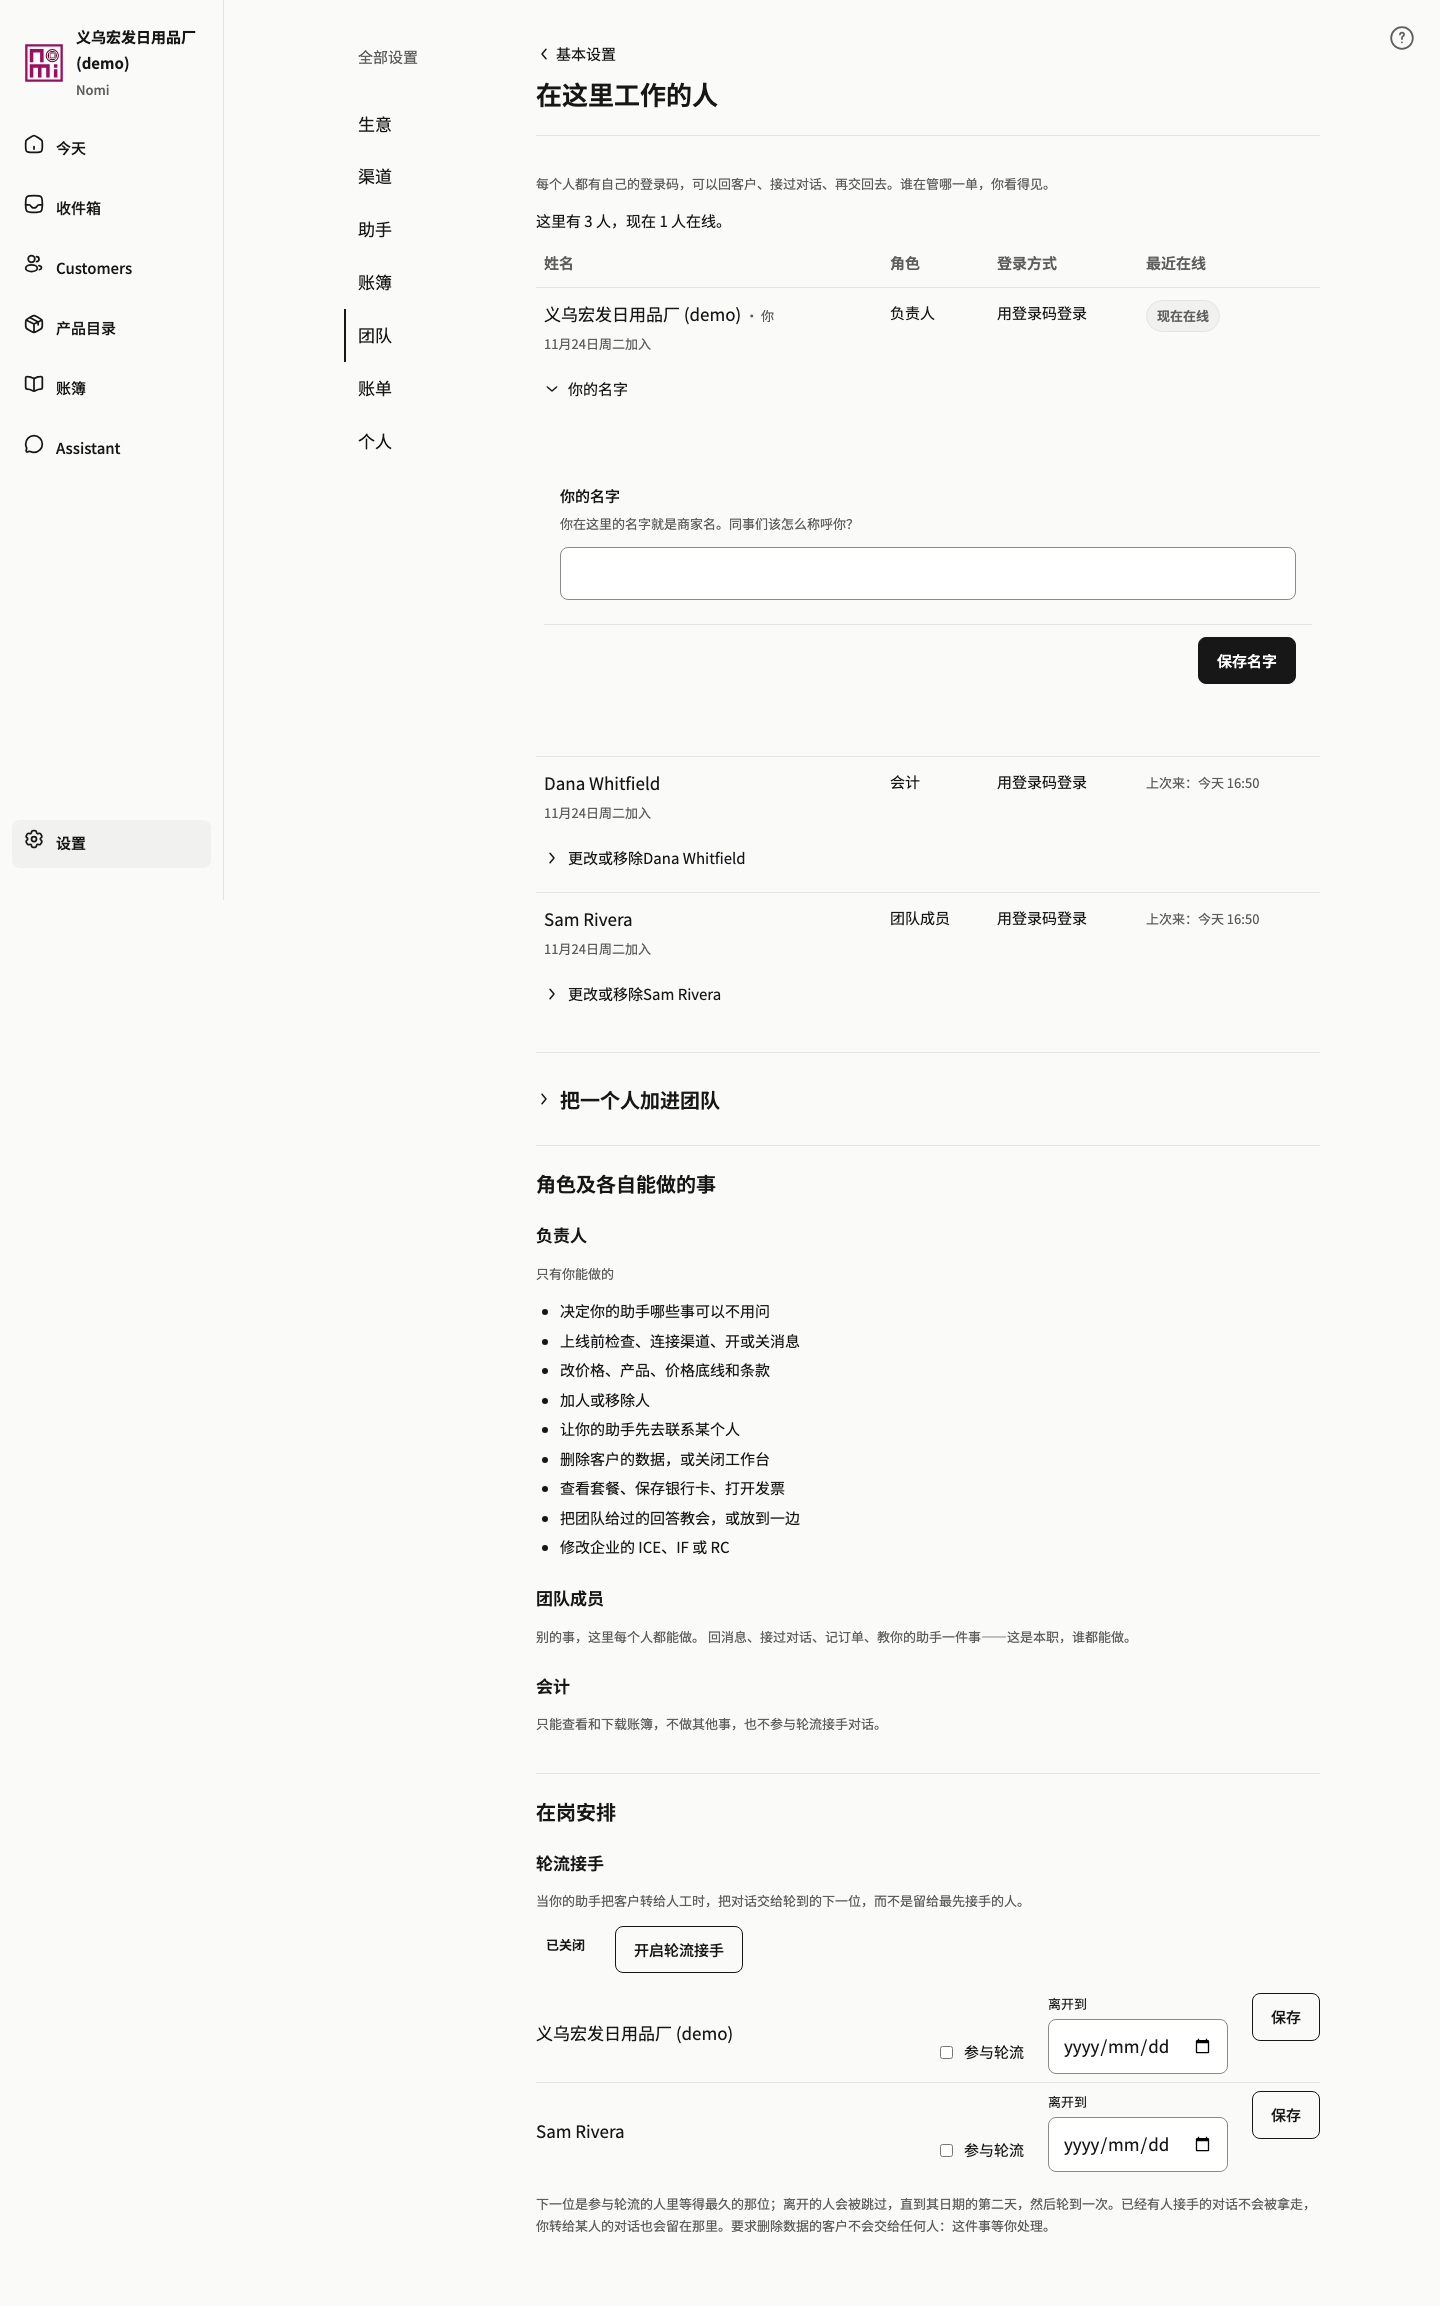 义乌宏发日用品厂
(demo)
Nomi
今天
收件箱
Customers
产品目录
账簿
Assistant
设置
全部设置
生意
渠道
助手
账簿
团队
账单
个人
基本设置
在这里工作的人
每个人都有自己的登录码，可以回客户、接过对话、再交回去。谁在管哪一单，你看得见。
这里有 3 人，现在 1 人在线。
姓名 角色 登录方式 最近在线
义乌宏发日用品厂 (demo) · 你 负责人 用登录码登录 现在在线
11月24日周二加入
你的名字
你的名字
你在这里的名字就是商家名。同事们该怎么称呼你？
保存名字
Dana Whitfield 会计 用登录码登录 上次来：今天 16:50
11月24日周二加入
更改或移除Dana Whitfield
Sam Rivera 团队成员 用登录码登录 上次来：今天 16:50
11月24日周二加入
更改或移除Sam Rivera
把一个人加进团队
角色及各自能做的事
负责人
只有你能做的
• 决定你的助手哪些事可以不用问
• 上线前检查、连接渠道、开或关消息
• 改价格、产品、价格底线和条款
• 加人或移除人
• 让你的助手先去联系某个人
• 删除客户的数据，或关闭工作台
• 查看套餐、保存银行卡、打开发票
• 把团队给过的回答教会，或放到一边
• 修改企业的 ICE、IF 或 RC
团队成员
别的事，这里每个人都能做。 回消息、接过对话、记订单、教你的助手一件事——这是本职，谁都能做。
会计
只能查看和下载账簿，不做其他事，也不参与轮流接手对话。
在岗安排
轮流接手
当你的助手把客户转给人工时，把对话交给轮到的下一位，而不是留给最先接手的人。
已关闭 开启轮流接手
义乌宏发日用品厂 (demo) 参与轮流 离开到 yyyy/mm/dd 保存
Sam Rivera 参与轮流 离开到 yyyy/mm/dd 保存
下一位是参与轮流的人里等得最久的那位；离开的人会被跳过，直到其日期的第二天，然后轮到一次。已经有人接手的对话不会被拿走，
你转给某人的对话也会留在那里。要求删除数据的客户不会交给任何人：这件事等你处理。